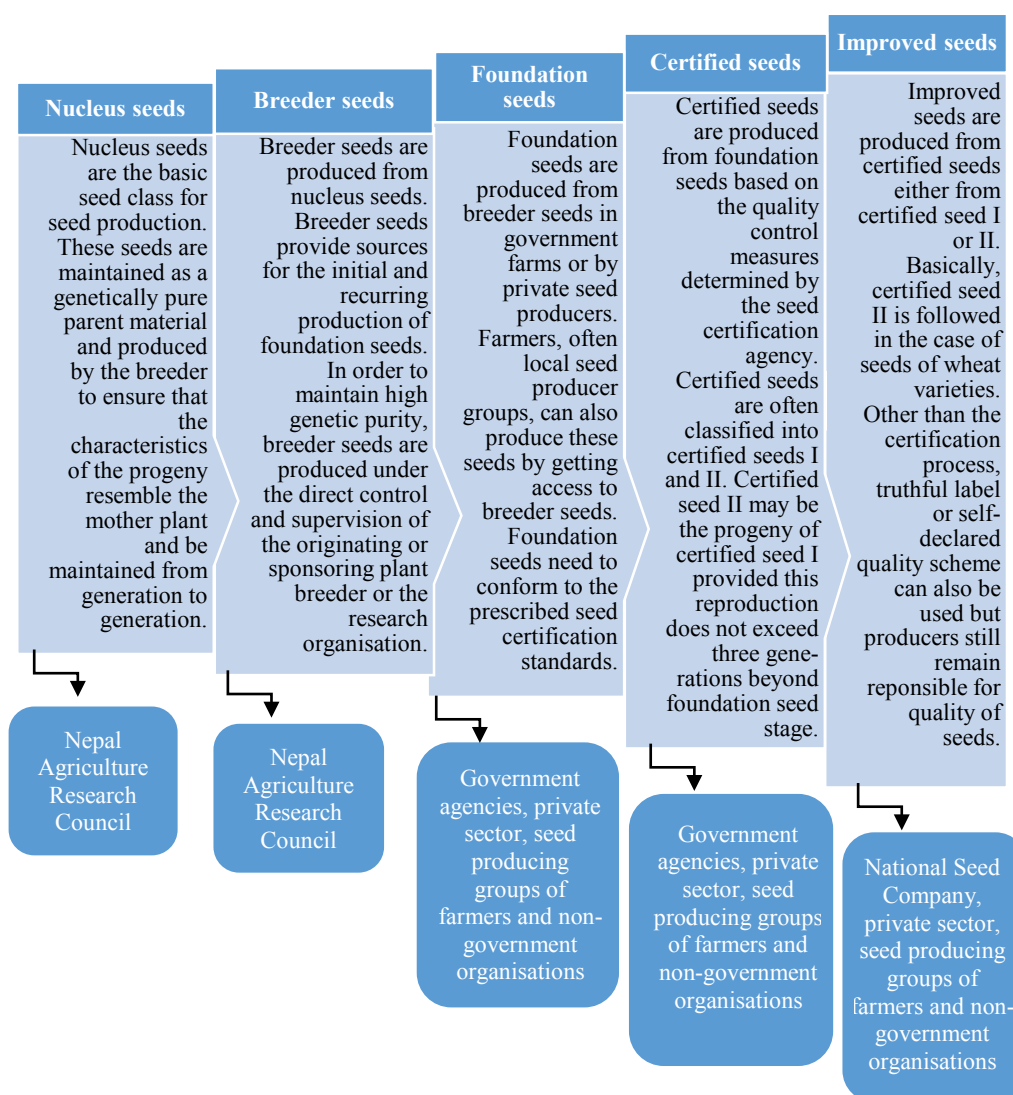 Nucleus seeds
Nucleus seeds
are the basic
seed class for
seed production.
These seeds are
maintained as a
genetically pure
parent material
and produced
by the breeder
to ensure that
the
characteristics
of the progeny
resemble the
mother plant
and be
maintained from
generation to
generation.
Nepal
Agriculture
Research
Council
Breeder seeds
Breeder seeds are
produced from
nucleus seeds.
Breeder seeds
provide sources
for the initial and
recurring
production of
foundation seeds.
In order to
maintain high
genetic purity,
breeder seeds are
produced under
the direct control
and supervision of
the originating or
sponsoring plant
breeder or the
research
organisation.
Nepal
Agriculture
Research
Council
Foundation
seeds
Foundation
seeds are
produced from
breeder seeds in
government
farms or by
private seed
producers.
Farmers, often
local seed
producer
groups, can also
produce these
seeds by getting
access to
breeder seeds.
Foundation
seeds need to
conform to the
prescribed seed
certification
standards.
Government
agencies, private
sector, seed
producing
groups of
farmers and non-
government
organisations
Certified seeds
Certified seeds
are produced
from foundation
seeds based on
the quality
control
measures
determined by
the seed
certification
agency.
Certified seeds
are often
classified into
certified seeds I
and II. Certified
seed II may be
the progeny of
certified seed I
provided this
reproduction
does not exceed
three gene-
rations beyond
foundation seed
stage.
Government
agencies, private
sector, seed
producing groups
of farmers and
non-government
organisations
Improved seeds
Improved
seeds are
produced from
certified seeds
either from
certified seed I
or II.
Basically,
certified seed
II is followed
in the case of
seeds of wheat
varieties.
Other than the
certification
process,
truthful label
or self-
declared
quality scheme
can also be
used but
producers still
remain
reponsible for
quality of
seeds.
National Seed
Company,
private sector,
seed producing
groups of
farmers and non-
government
organisations